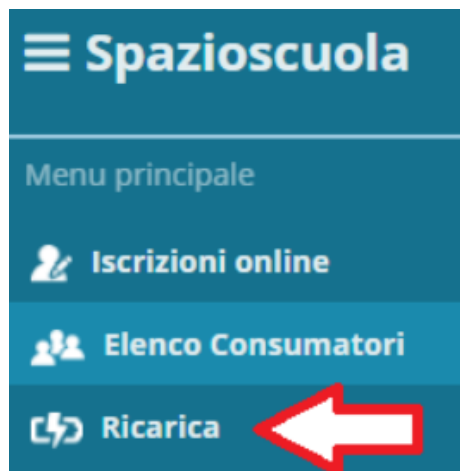 Spazioscuola
Menu principale
Iscrizioni online
Elenco Consumatori
Ricarica